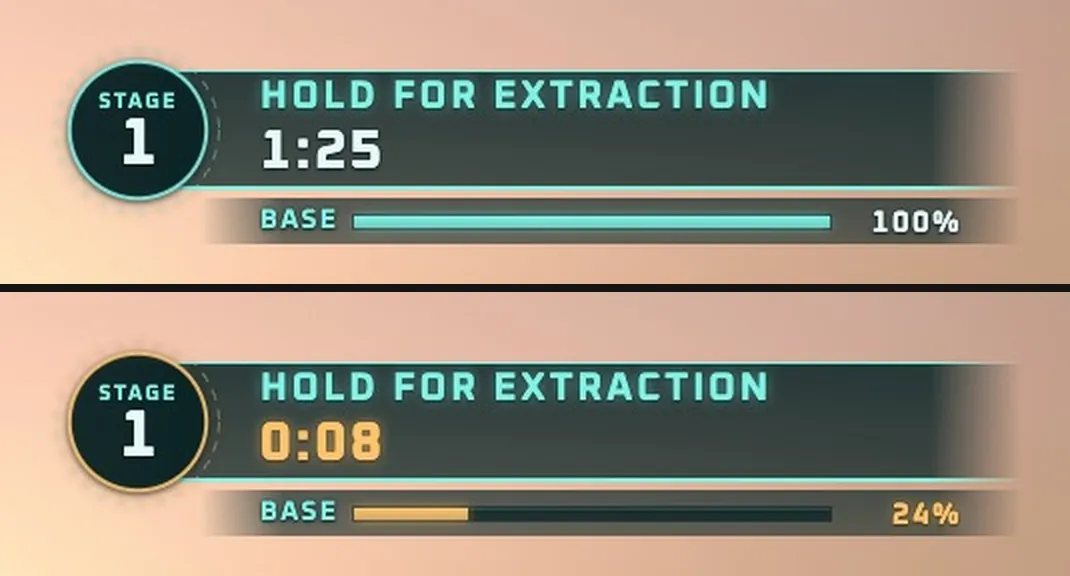 STAGE
1
HOLD FOR EXTRACTION
1:25
BASE 100%
STAGE
1
HOLD FOR EXTRACTION
0:08
BASE 24%